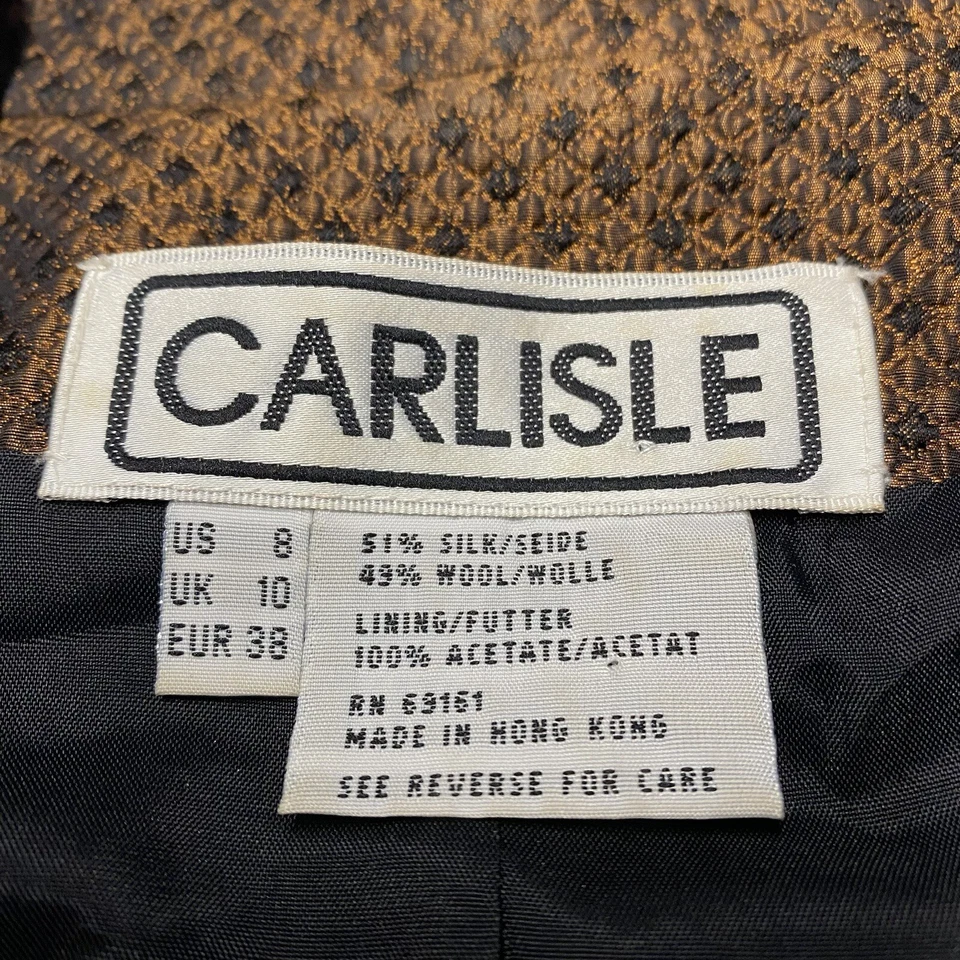 CARLISLE
US 8
UK 10
EUR 38
51% SILK/SEIDE
49% WOOL/WOLLE
LINING/FUTTER
100% ACETATE/ACETAT
RN 69161
MADE IN HONG KONG
SEE REVERSE FOR CARE